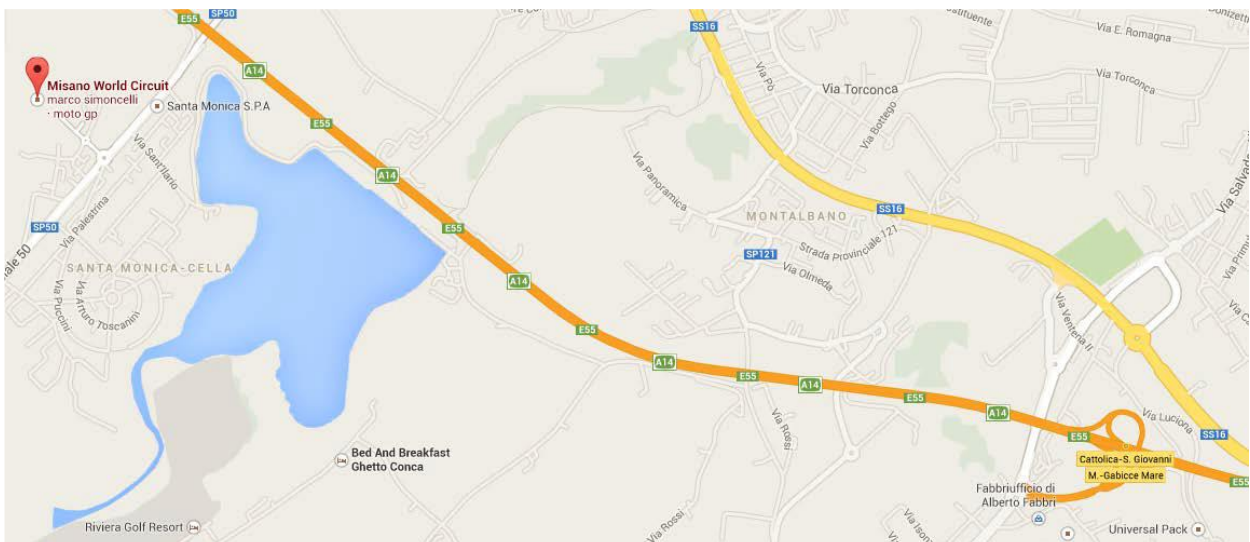 E55
SP50
A14
Misano World Circuit
marco simoncelli
- moto gp
Santa Monica S.P.A
E55
Via Sant'Ilario
A14
SP50
Via Palestrina
SANTA MONICA-CELLA
Via Puccini
Via Arturo Toscanini
E55
A14
E55
A14
E55
A14
E55
A14
E55
E55
SS16
Via E. Romagna
Via Pò
Via Torconca
Via Torconca
Via Bottego
Via Panoramica
MONTALBANO
SS16
Strada Provinciale 121
SP121
Via Olmeda
Via Ventena II
Via Luciona
SS16
Via Rossi
Cattolica-S. Giovanni
M.-Gabicce Mare
Bed And Breakfast
Ghetto Conca
Fabbriufficio di
Alberto Fabbri
Riviera Golf Resort
Via Rossi
Universal Pack